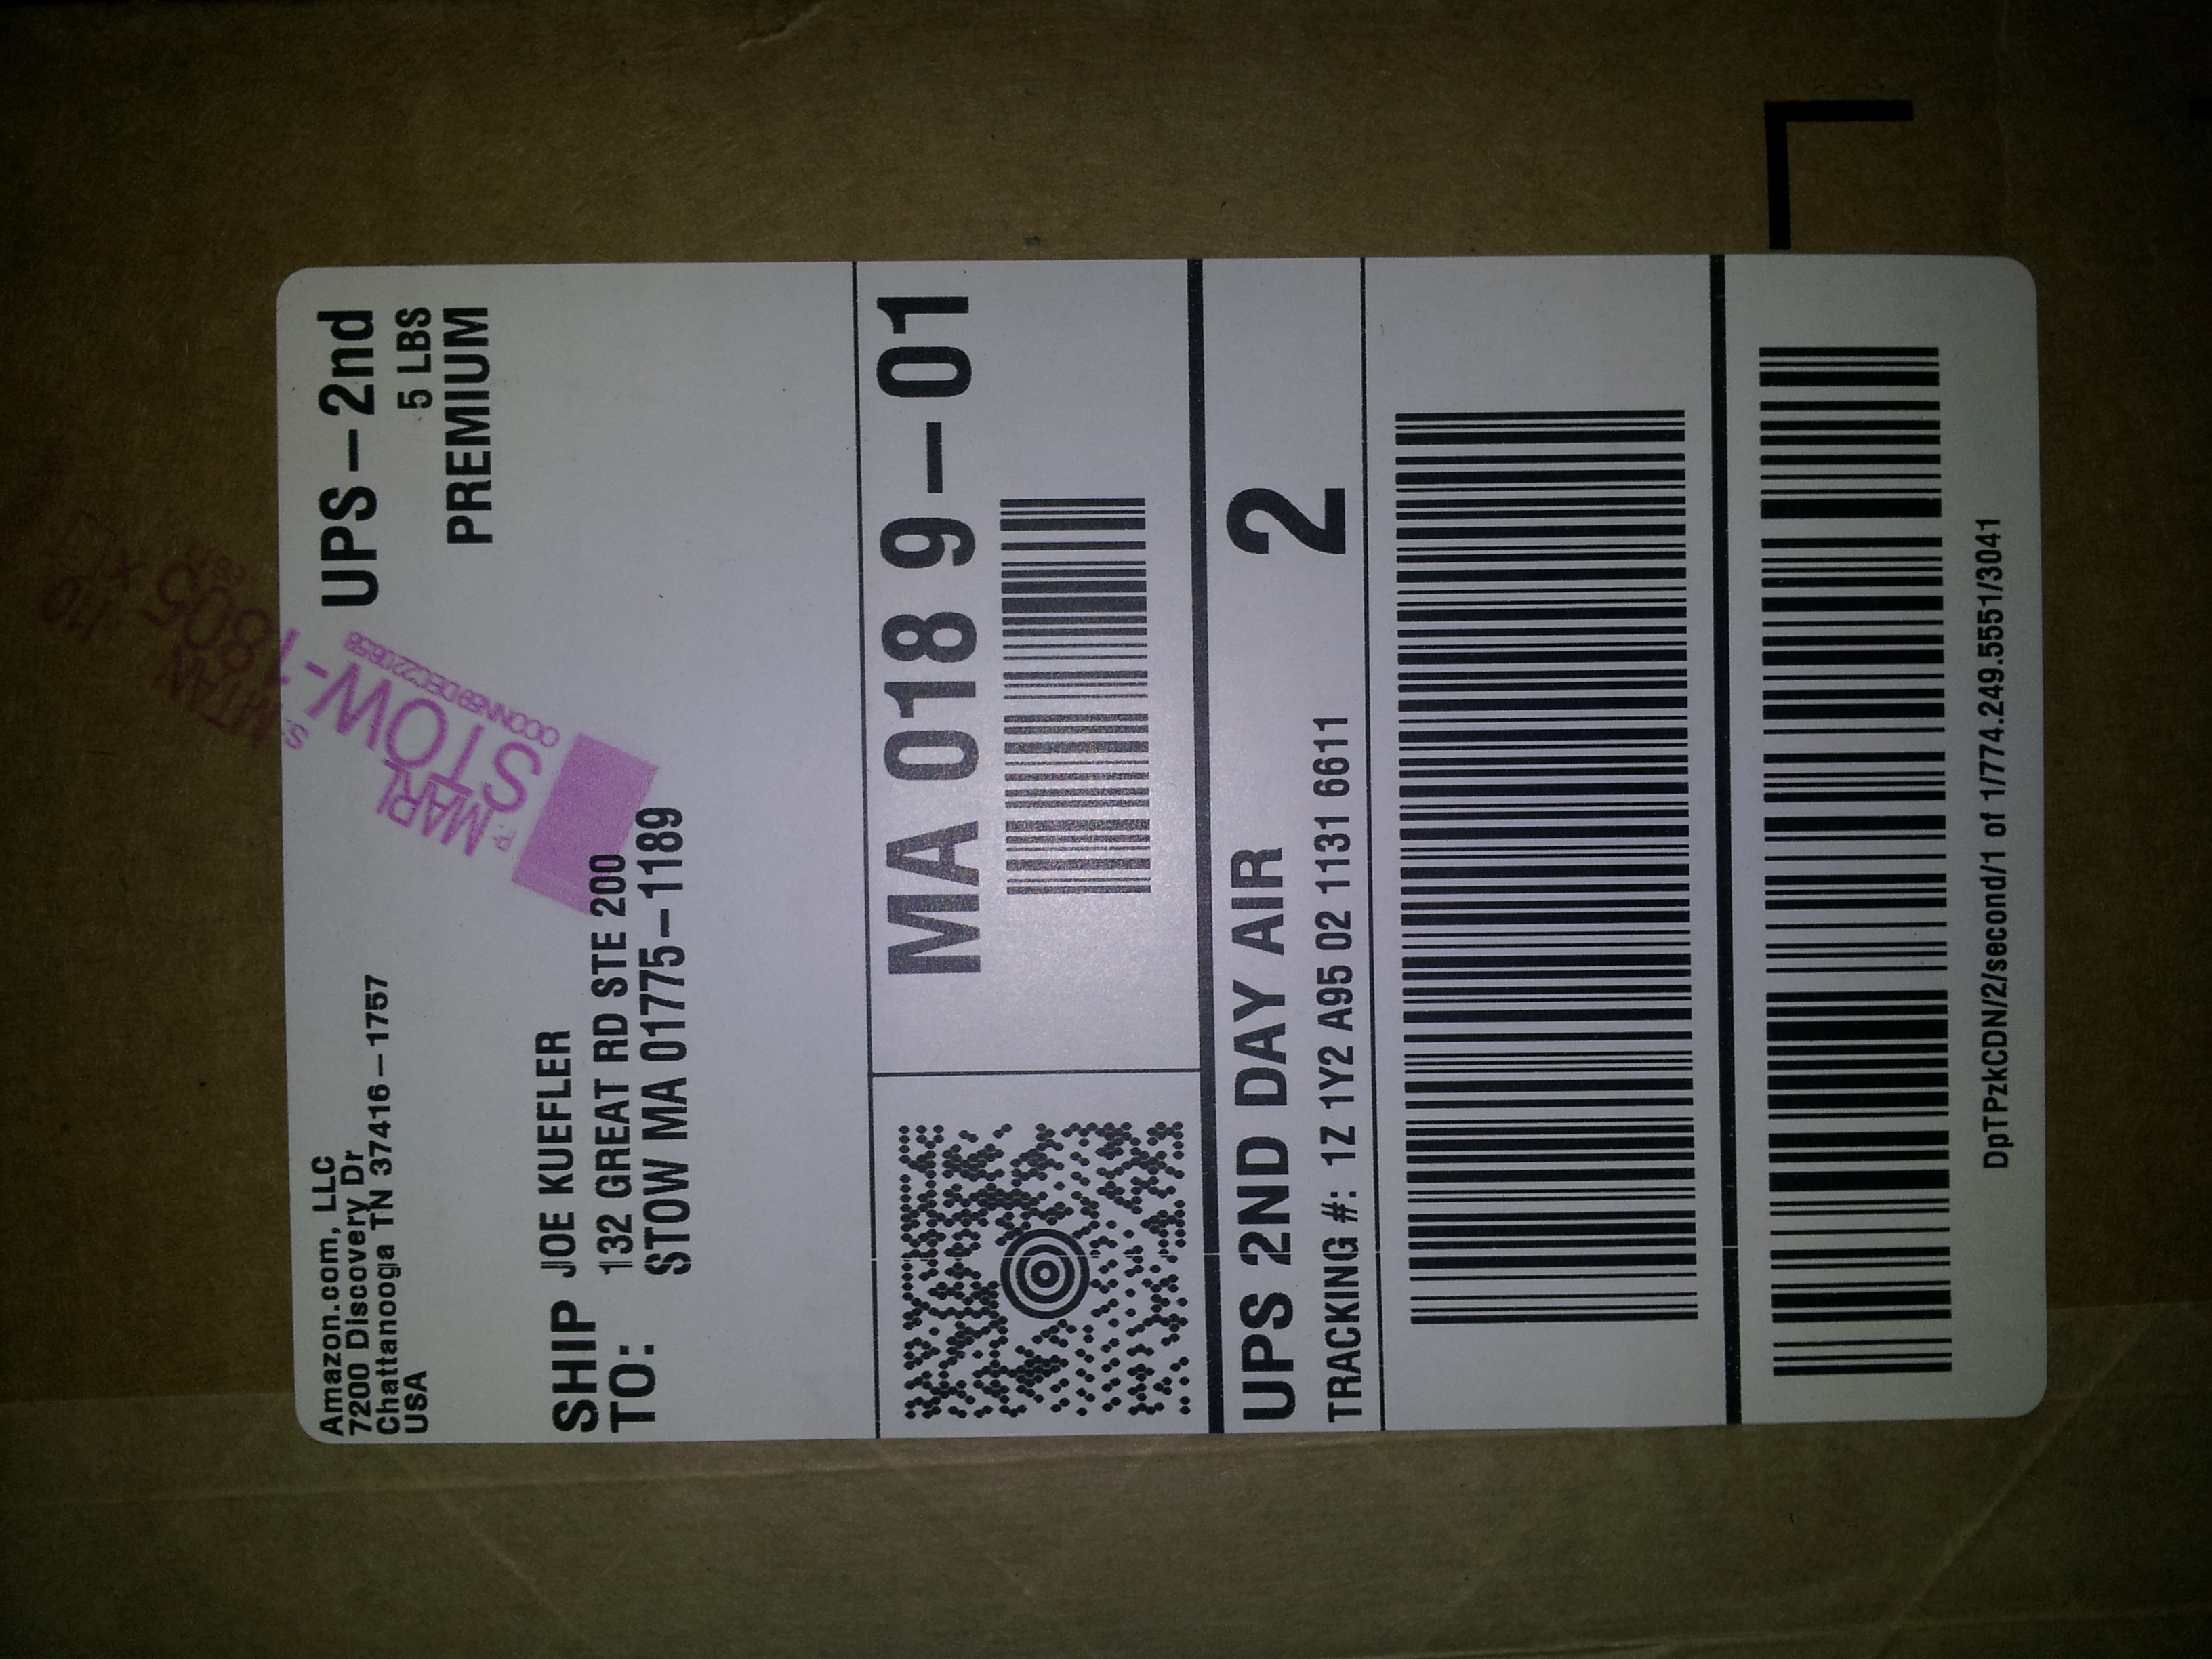 Amazon.com, LLC
7200 Discovery Dr
Chattanooga TN 37416-1757
USA
UPS-2nd
5 LBS
PREMIUM
SHIP TO:
JOE KUEFLER
132 GREAT RD STE 200
STOW MA 01775-1189
MARL
STOW-1805
MA 018 9-01
UPS 2ND DAY AIR
2
TRACKING #: 1Z 1Y2 A95 02 1131 6611
DpTPzkCDN/2/second/1 of 1/774.249.5551/3041